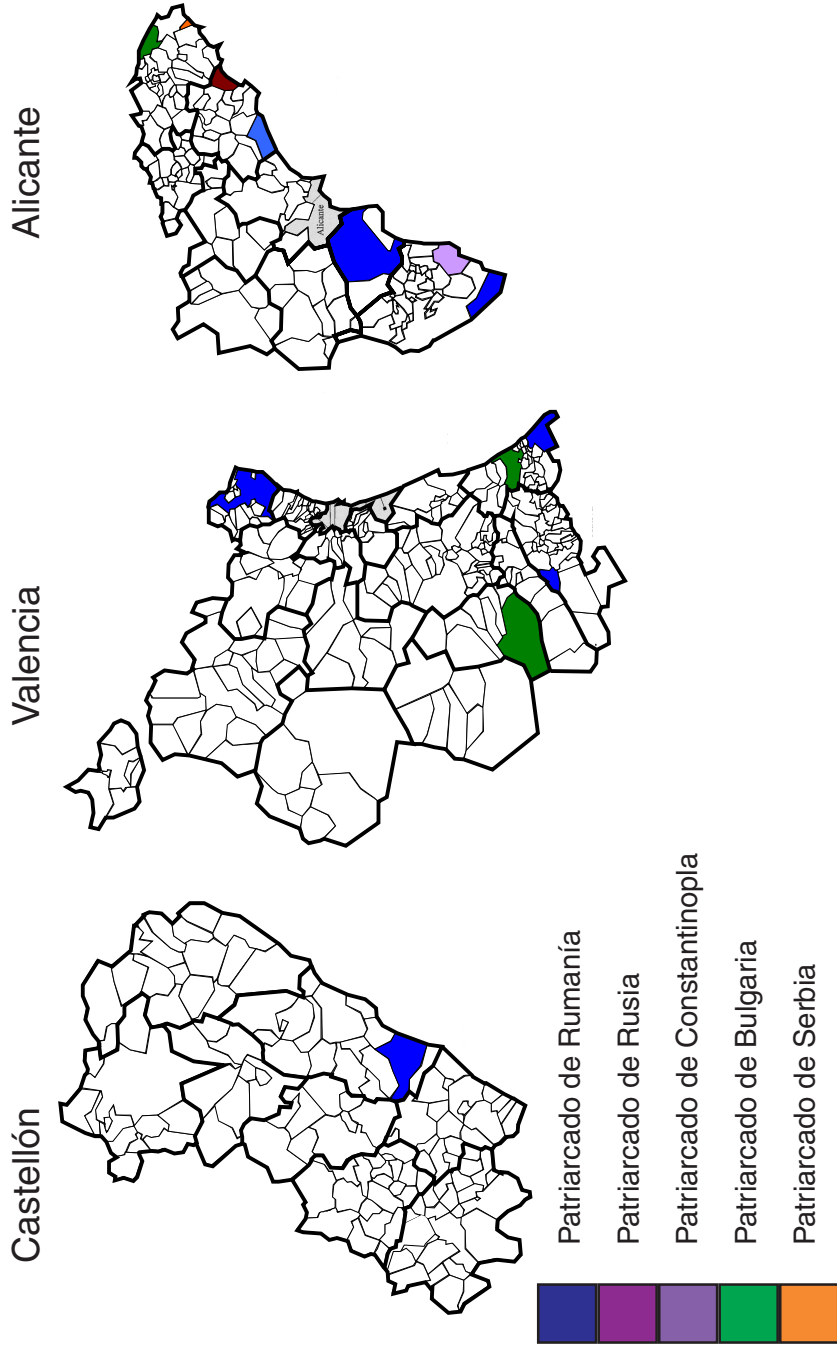 Castellón
Valencia
Alicante
Alicante
Patriarcado de Rumanía
Patriarcado de Rusia
Patriarcado de Constantinopla
Patriarcado de Bulgaria
Patriarcado de Serbia